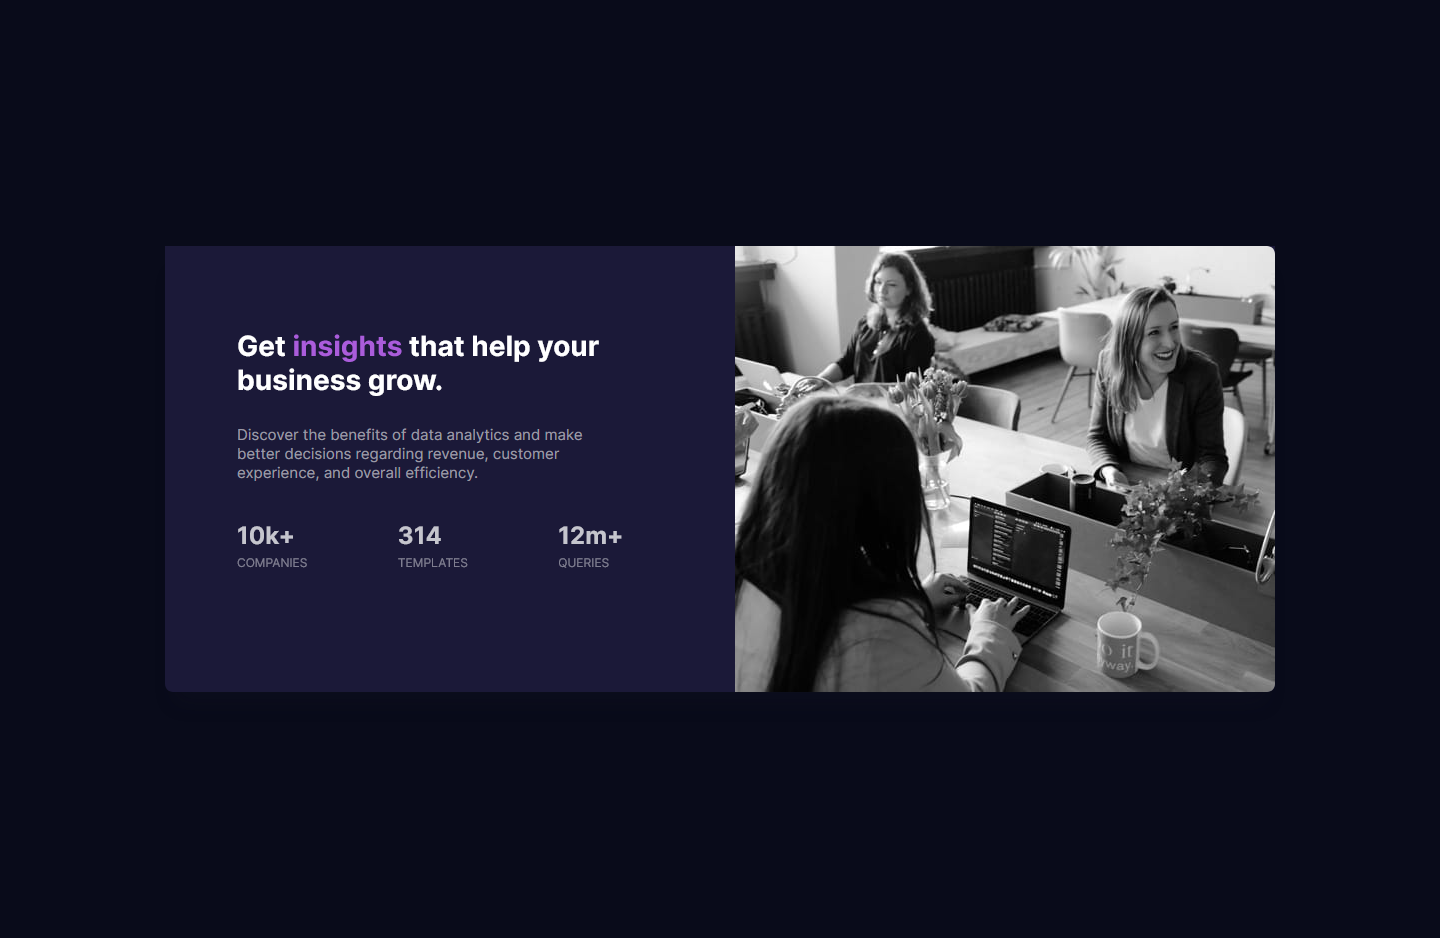 Get insights that help your
business grow.
Discover the benefits of data analytics and make
better decisions regarding revenue, customer
experience, and overall efficiency.
10k+ 314 12m+
COMPANIES TEMPLATES QUERIES